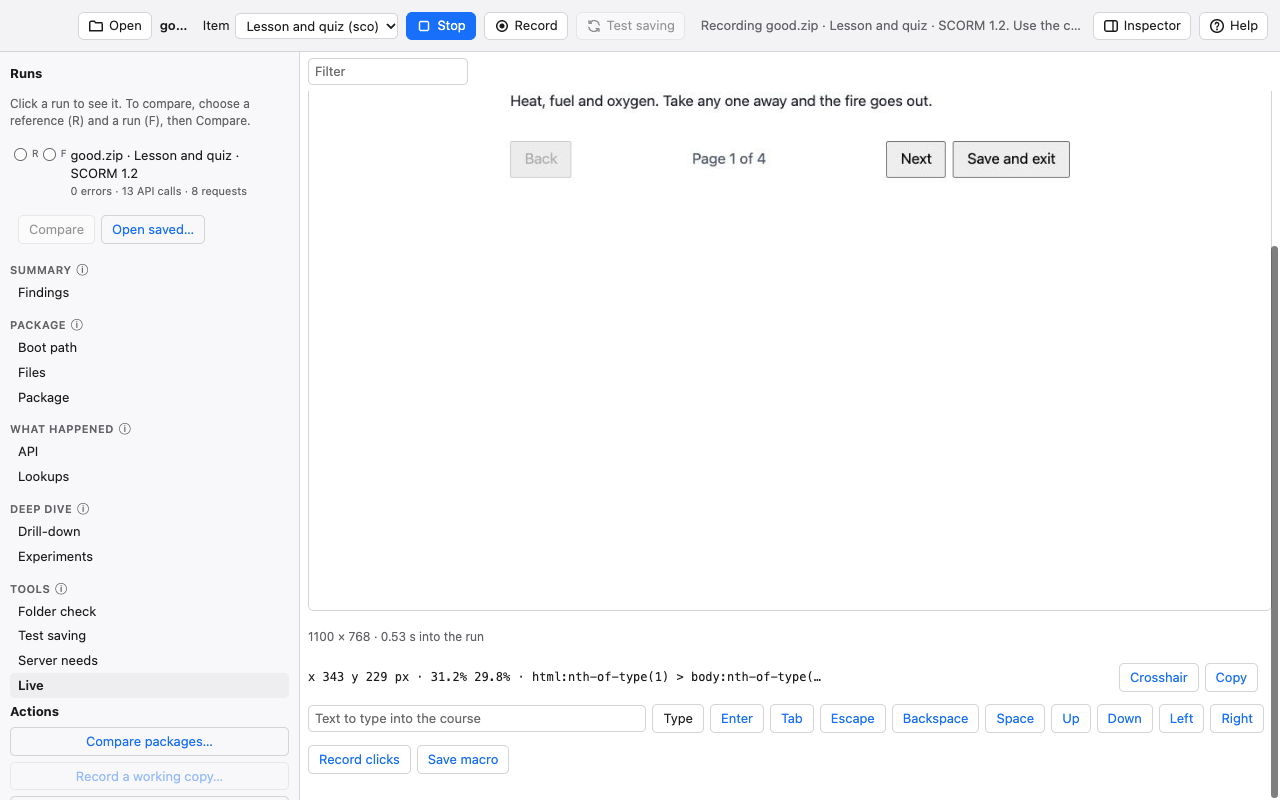 Open
go...
Item
Lesson and quiz (sco)
Stop
Record
Test saving
Recording good.zip · Lesson and quiz · SCORM 1.2. Use the c...
Inspector
Help
Runs
Click a run to see it. To compare, choose a
reference (R) and a run (F), then Compare.
R F good.zip · Lesson and quiz ·
SCORM 1.2
0 errors · 13 API calls · 8 requests
Compare
Open saved...
SUMMARY
Findings
PACKAGE
Boot path
Files
Package
WHAT HAPPENED
API
Lookups
DEEP DIVE
Drill-down
Experiments
TOOLS
Folder check
Test saving
Server needs
Live
Actions
Compare packages...
Record a working copy...
Filter
Heat, fuel and oxygen. Take any one away and the fire goes out.
Back
Page 1 of 4
Next
Save and exit
1100 × 768 · 0.53 s into the run
x 343 y 229 px · 31.2% 29.8% · html:nth-of-type(1) > body:nth-of-type(…
Crosshair
Copy
Text to type into the course
Type
Enter
Tab
Escape
Backspace
Space
Up
Down
Left
Right
Record clicks
Save macro